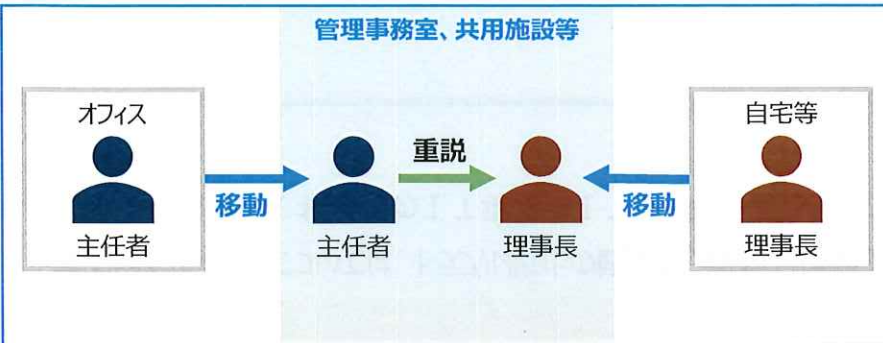 管理事務室、共用施設等
オフィス
主任者
移動
主任者
重説
理事長
移動
自宅等
理事長